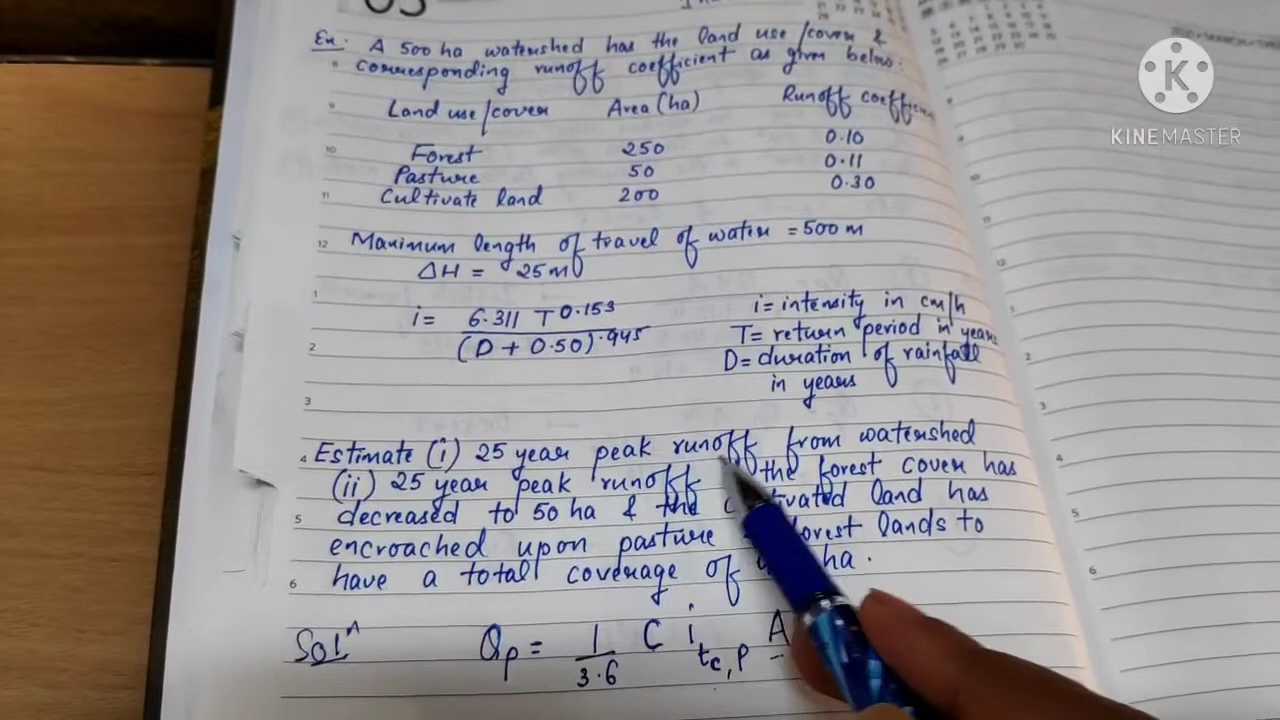 Ex. A 500 ha watershed has the land use/cover &
corresponding runoff coefficient as given below:
Land use/cover Area (ha) Runoff
Forest 250 0.10
Pasture 50 0.11
Cultivate land 200 0.30
Maximum length of travel of water = 500 m
ΔH = 25 m
i = 6.311 T^0.153 / (D + 0.50)^.945
i = intensity in cm/h
T = return period in years
D = duration of rainfall
in years
Estimate (i) 25 year peak runoff from watershed
(ii) 25 year peak runoff the forest cover has
decreased to 50 ha & the land has
encroached upon pasture lands to
have a total coverage of ha.
Solⁿ Qp = 1/3.6 C i tc,p A
KINEMASTER